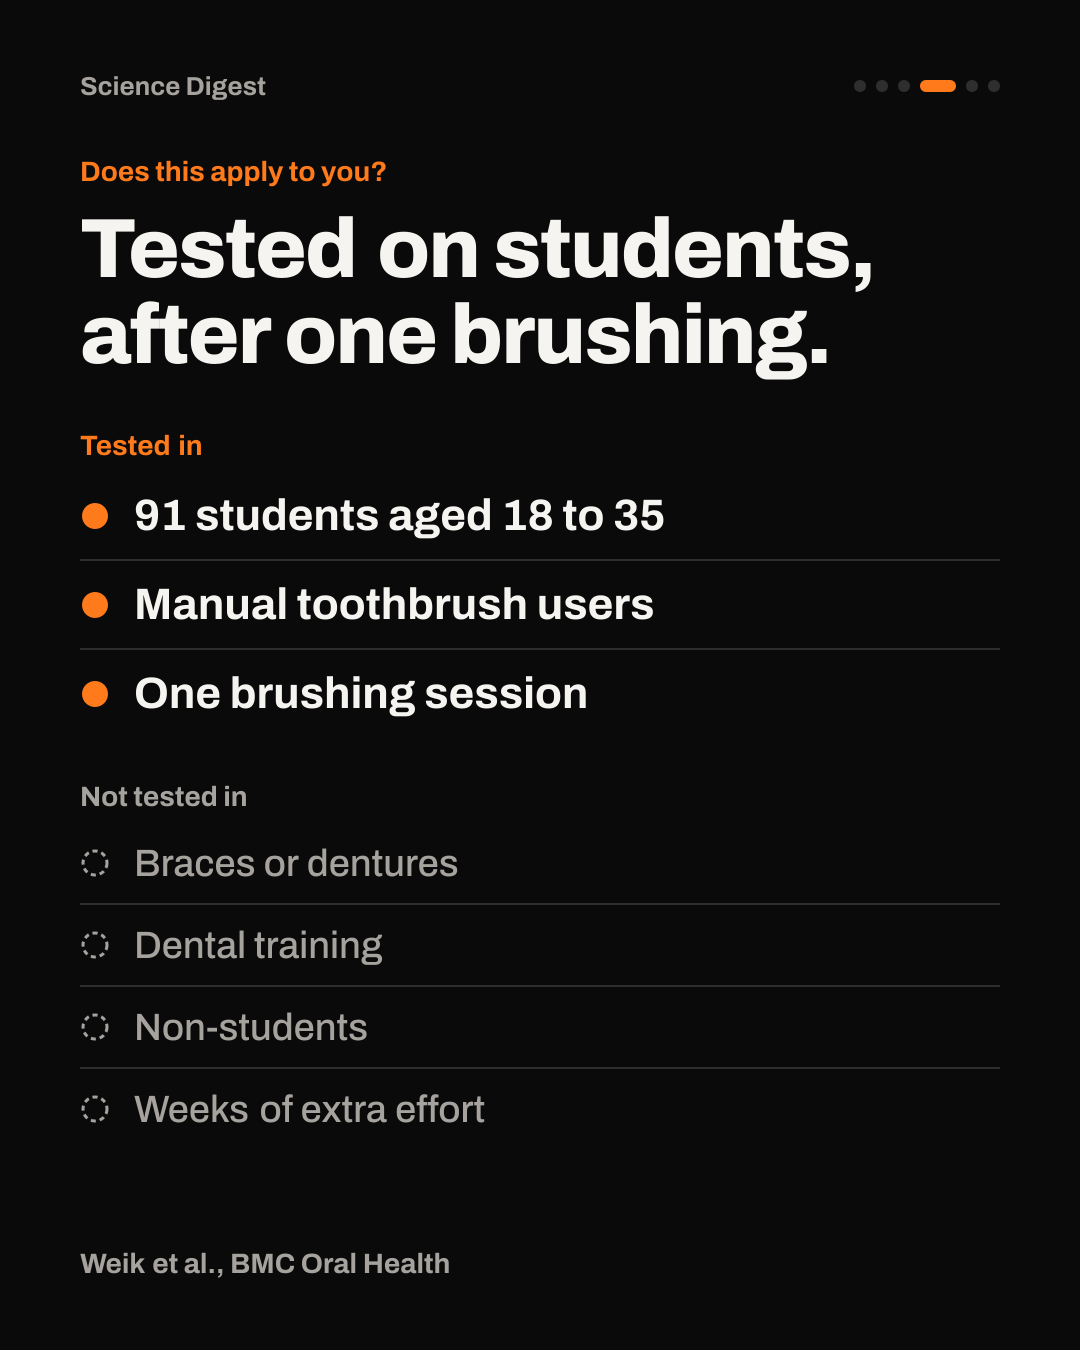 Science Digest
Does this apply to you?
Tested on students,
after one brushing.
Tested in
91 students aged 18 to 35
Manual toothbrush users
One brushing session
Not tested in
Braces or dentures
Dental training
Non-students
Weeks of extra effort
Weik et al., BMC Oral Health